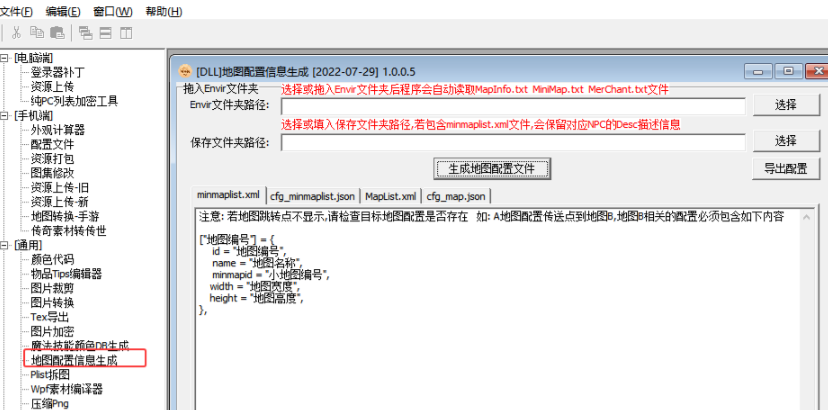 文件(F) 编辑(E) 窗口(W) 帮助(H)
[电脑端]
登录器补丁
资源上传
纯PC列表加密工具
[手机端]
外观计算器
配置文件
资源打包
图集修改
资源上传-旧
资源上传-新
地图转换-手游
传奇素材转传世
[通用]
颜色代码
物品Tips编辑器
图片裁剪
图片转换
Tex导出
图片加密
魔法技能颜色DB生成
地图配置信息生成
Plist拆图
Wpf素材编译器
压缩Png
[DLL]地图配置信息生成 [2022-07-29] 1.0.0.5
拖入Envir文件夹 选择或拖入Envir文件夹后程序会自动读取MapInfo.txt MiniMap.txt MerChant.txt文件
Envir文件夹路径: 选择
选择或填入保存文件夹路径,若包含minmaplist.xml文件,会保留对应NPC的Desc描述信息
保存文件夹路径: 选择
生成地图配置文件 导出配置
minmaplist.xml cfg_minmaplist.json MapList.xml cfg_map.json
注意: 若地图跳转点不显示,请检查目标地图配置是否存在 如: A地图配置传送点到地图B,地图B相关的配置必须包含如下内容
["地图编号"] = {
id = "地图编号",
name = "地图名称",
minmapid = "小地图编号",
width = "地图宽度",
height = "地图高度",
},